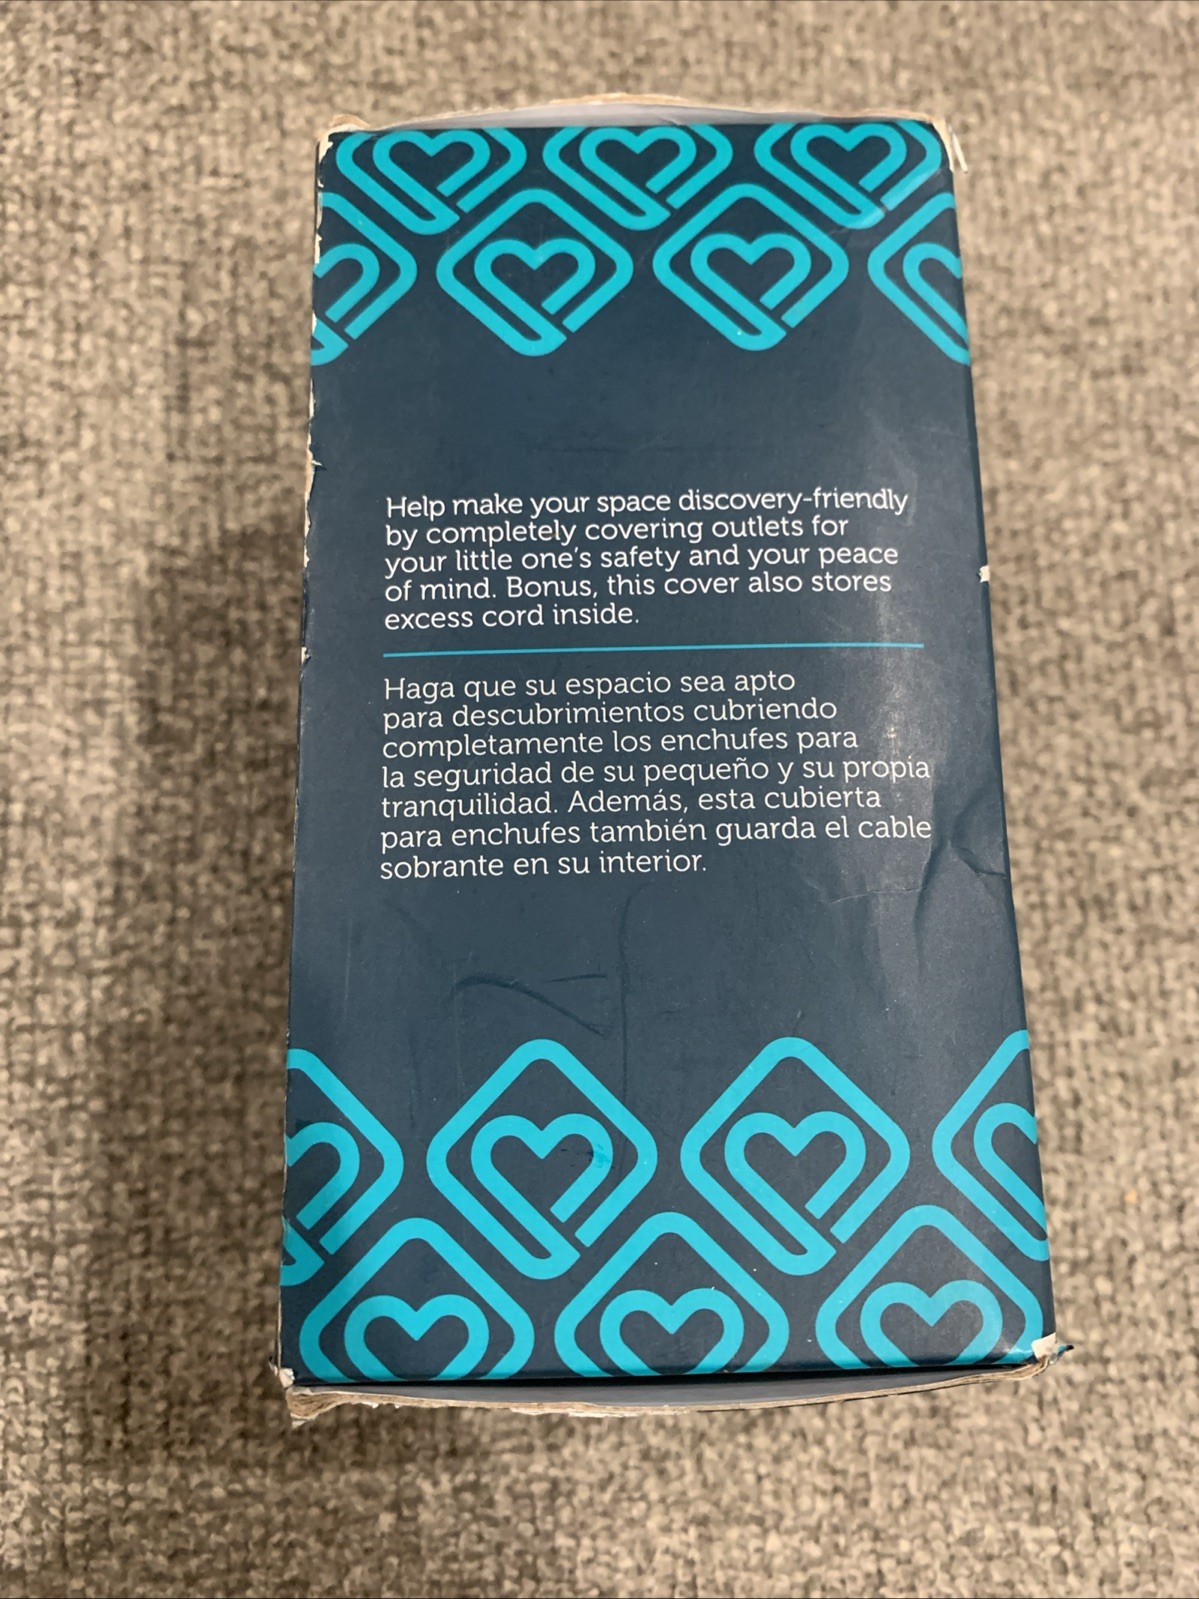 Help make your space discovery-friendly
by completely covering outlets for
your little one's safety and your peace
of mind. Bonus, this cover also stores
excess cord inside.
Haga que su espacio sea apto
para descubrimientos cubriendo
completamente los enchufes para
la seguridad de su pequeño y su propia
tranquilidad. Además, esta cubierta
para enchufes también guarda el cable
sobrante en su interior.